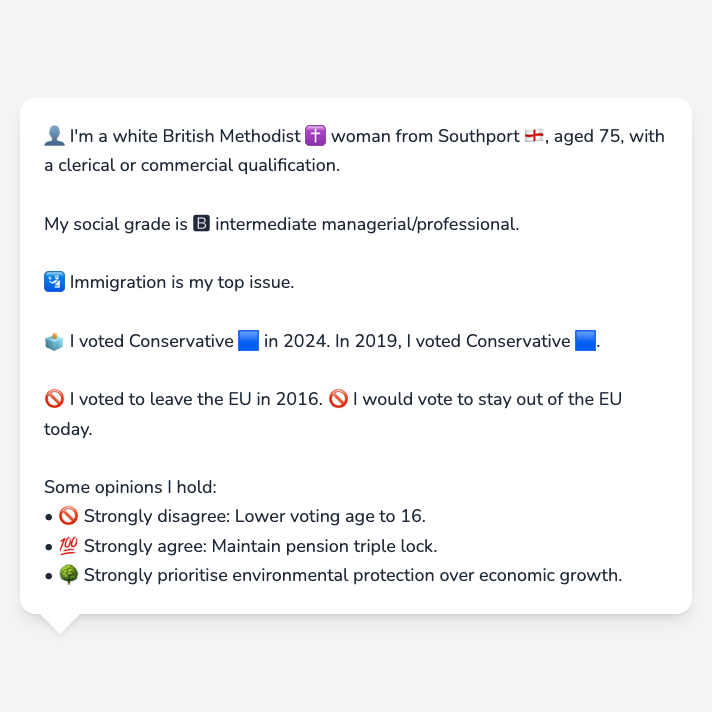 👤 I'm a white British Methodist ✝️ woman from Southport 🏴󠁧󠁢󠁥󠁮󠁧󠁿, aged 75, with
a clerical or commercial qualification.
My social grade is 🅱 intermediate managerial/professional.
🛂 Immigration is my top issue.
🗳️ I voted Conservative 🟦 in 2024. In 2019, I voted Conservative 🟦.
🚫 I voted to leave the EU in 2016. 🚫 I would vote to stay out of the EU
today.
Some opinions I hold:
• 🚫 Strongly disagree: Lower voting age to 16.
• 💯 Strongly agree: Maintain pension triple lock.
• 🌳 Strongly prioritise environmental protection over economic growth.